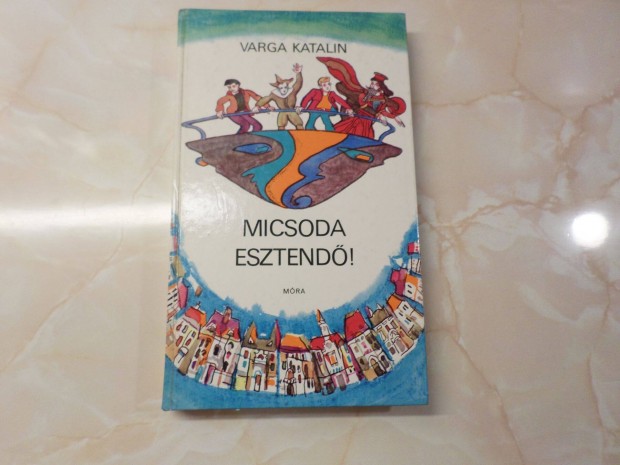 VARGA KATALIN
MICSODA
ESZTENDŐ!
MÓRA